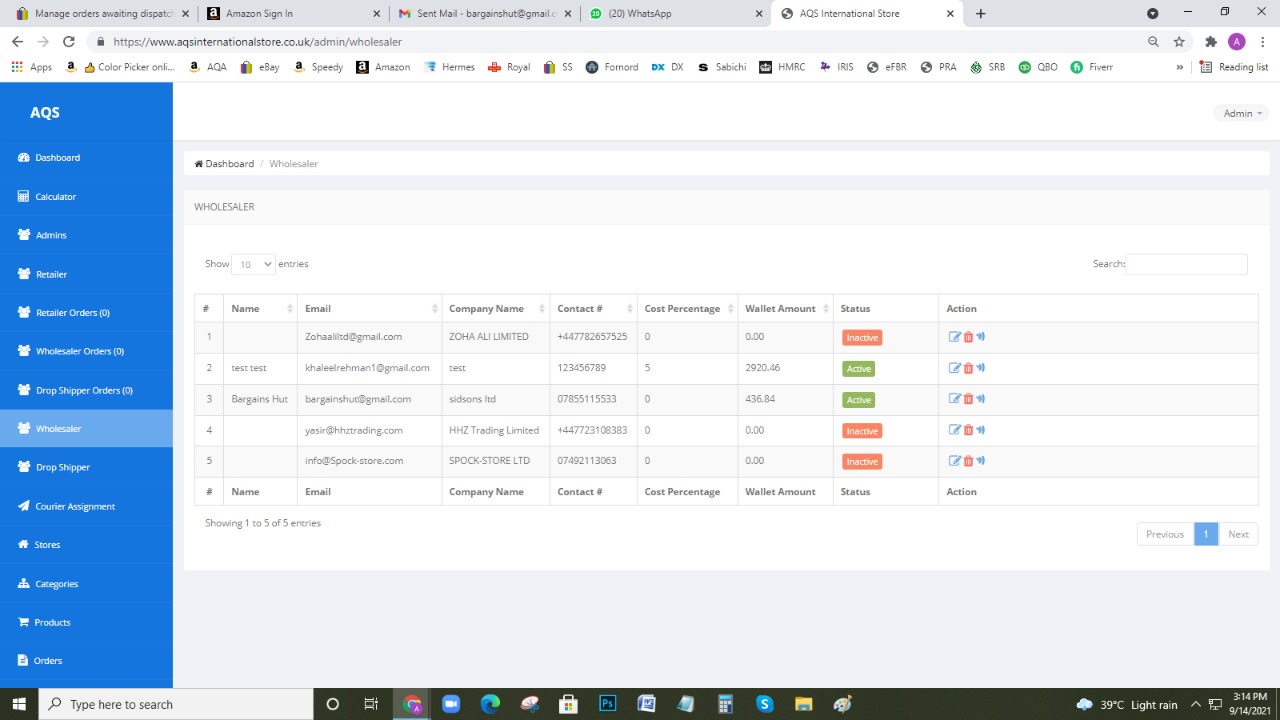 Manage orders awaiting dispatch
Amazon Sign In
Sent Mail - bargainshut@gmail.c
(20) WhatsApp
AQS International Store
https://www.aqsinternationalstore.co.uk/admin/wholesaler
A
Apps
Color Picker onli...
AQA
eBay
Speedy
Amazon
Hermes
Royal
SS
Fornord
DX DX
Sabichi
HMRC
IRIS
eFBR
PRA
SRB
QBO
Fiverr
»
Reading list
AQS
Admin
Dashboard
Calculator
Admins
Retailer
Retailer Orders (0)
Wholesaler Orders (0)
Drop Shipper Orders (0)
Wholesaler
Drop Shipper
Courier Assignment
Stores
Categories
Products
Orders
Dashboard / Wholesaler
WHOLESALER
Show 10 entries
Search:
# Name Email Company Name Contact # Cost Percentage Wallet Amount Status Action
1 Zohaaliltd@gmail.com ZOHA ALI LIMITED +447782657525 0 0.00 Inactive
2 test test khaleelrehman1@gmail.com test 123456789 5 2920.46 Active
3 Bargains Hut bargainshut@gmail.com sidsons ltd 07855115533 0 436.84 Active
4 yasir@hhztrading.com HHZ Trading Limited +447723108383 0 0.00 Inactive
5 info@Spock-store.com SPOCK-STORE LTD 07492113063 0 0.00 Inactive
# Name Email Company Name Contact # Cost Percentage Wallet Amount Status Action
Showing 1 to 5 of 5 entries
Previous 1 Next
Type here to search
Ps
39°C Light rain
3:14 PM
9/14/2021